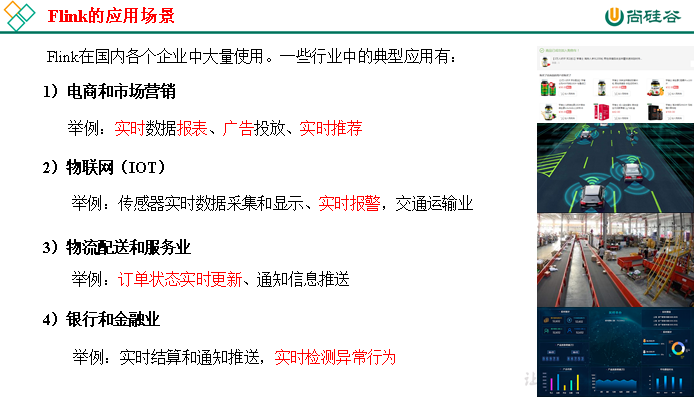 Flink的应用场景
尚硅谷
Flink在国内各个企业中大量使用。一些行业中的典型应用有：
1）电商和市场营销
举例：实时数据报表、广告投放、实时推荐
2）物联网（IOT）
举例：传感器实时数据采集和显示、实时报警，交通运输业
3）物流配送和服务业
举例：订单状态实时更新、通知信息推送
4）银行和金融业
举例：实时结算和通知推送，实时检测异常行为
让